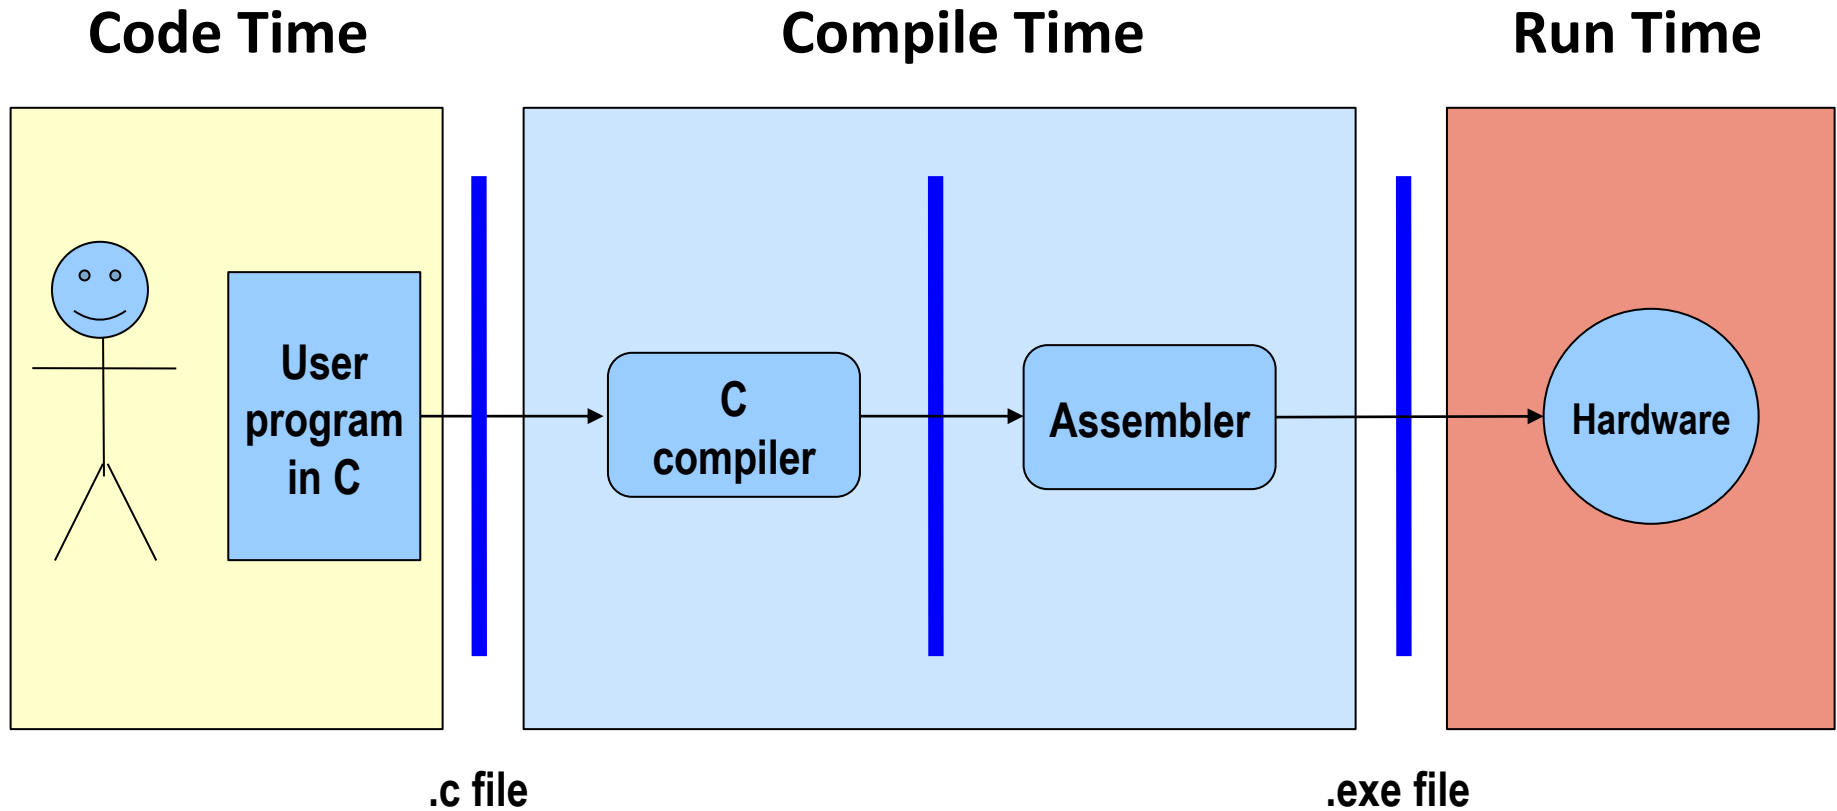 Code Time
Compile Time
Run Time
User
program
in C
C
compiler
Assembler
Hardware
.c file
.exe file